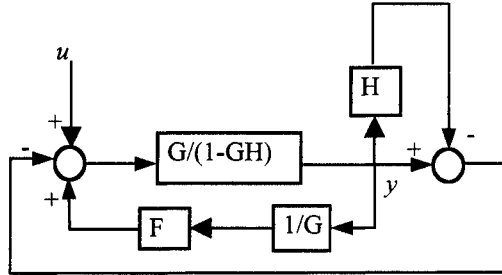 H
u
+
-
G/(1-GH)
+
-
y
+
F
1/G